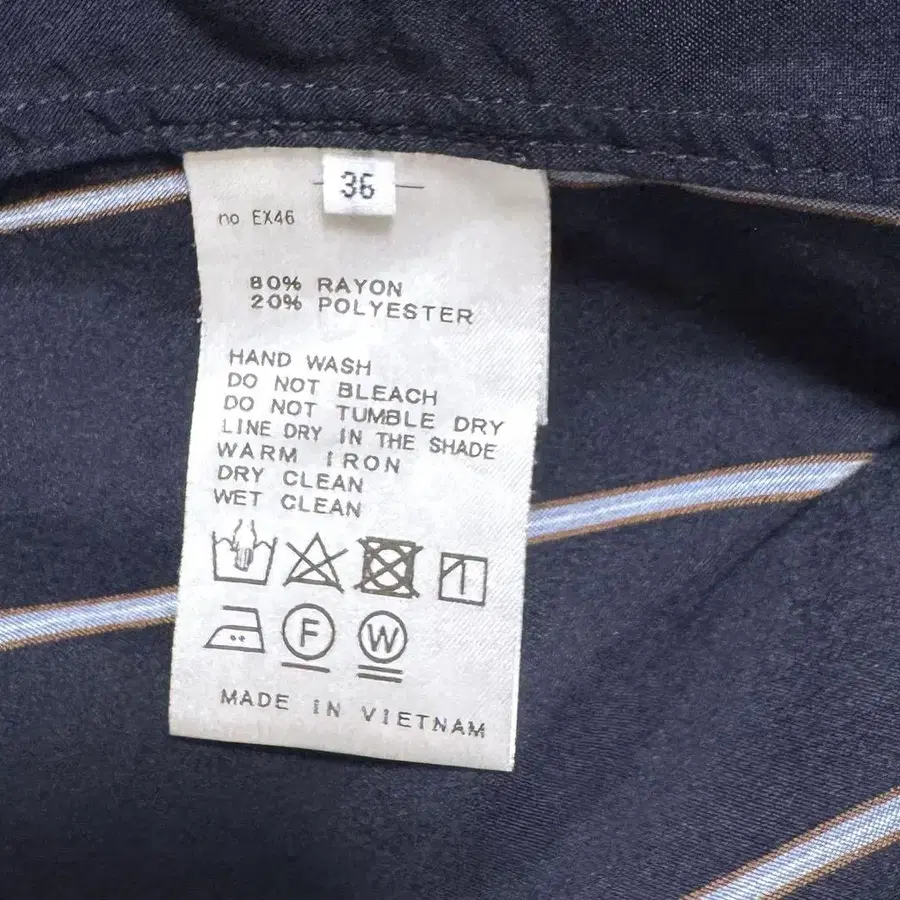 36
no EX46
80% RAYON
20% POLYESTER
HAND WASH
DO NOT BLEACH
DO NOT TUMBLE DRY
LINE DRY IN THE SHADE
WARM IRON
DRY CLEAN
WET CLEAN
F W
MADE IN VIETNAM